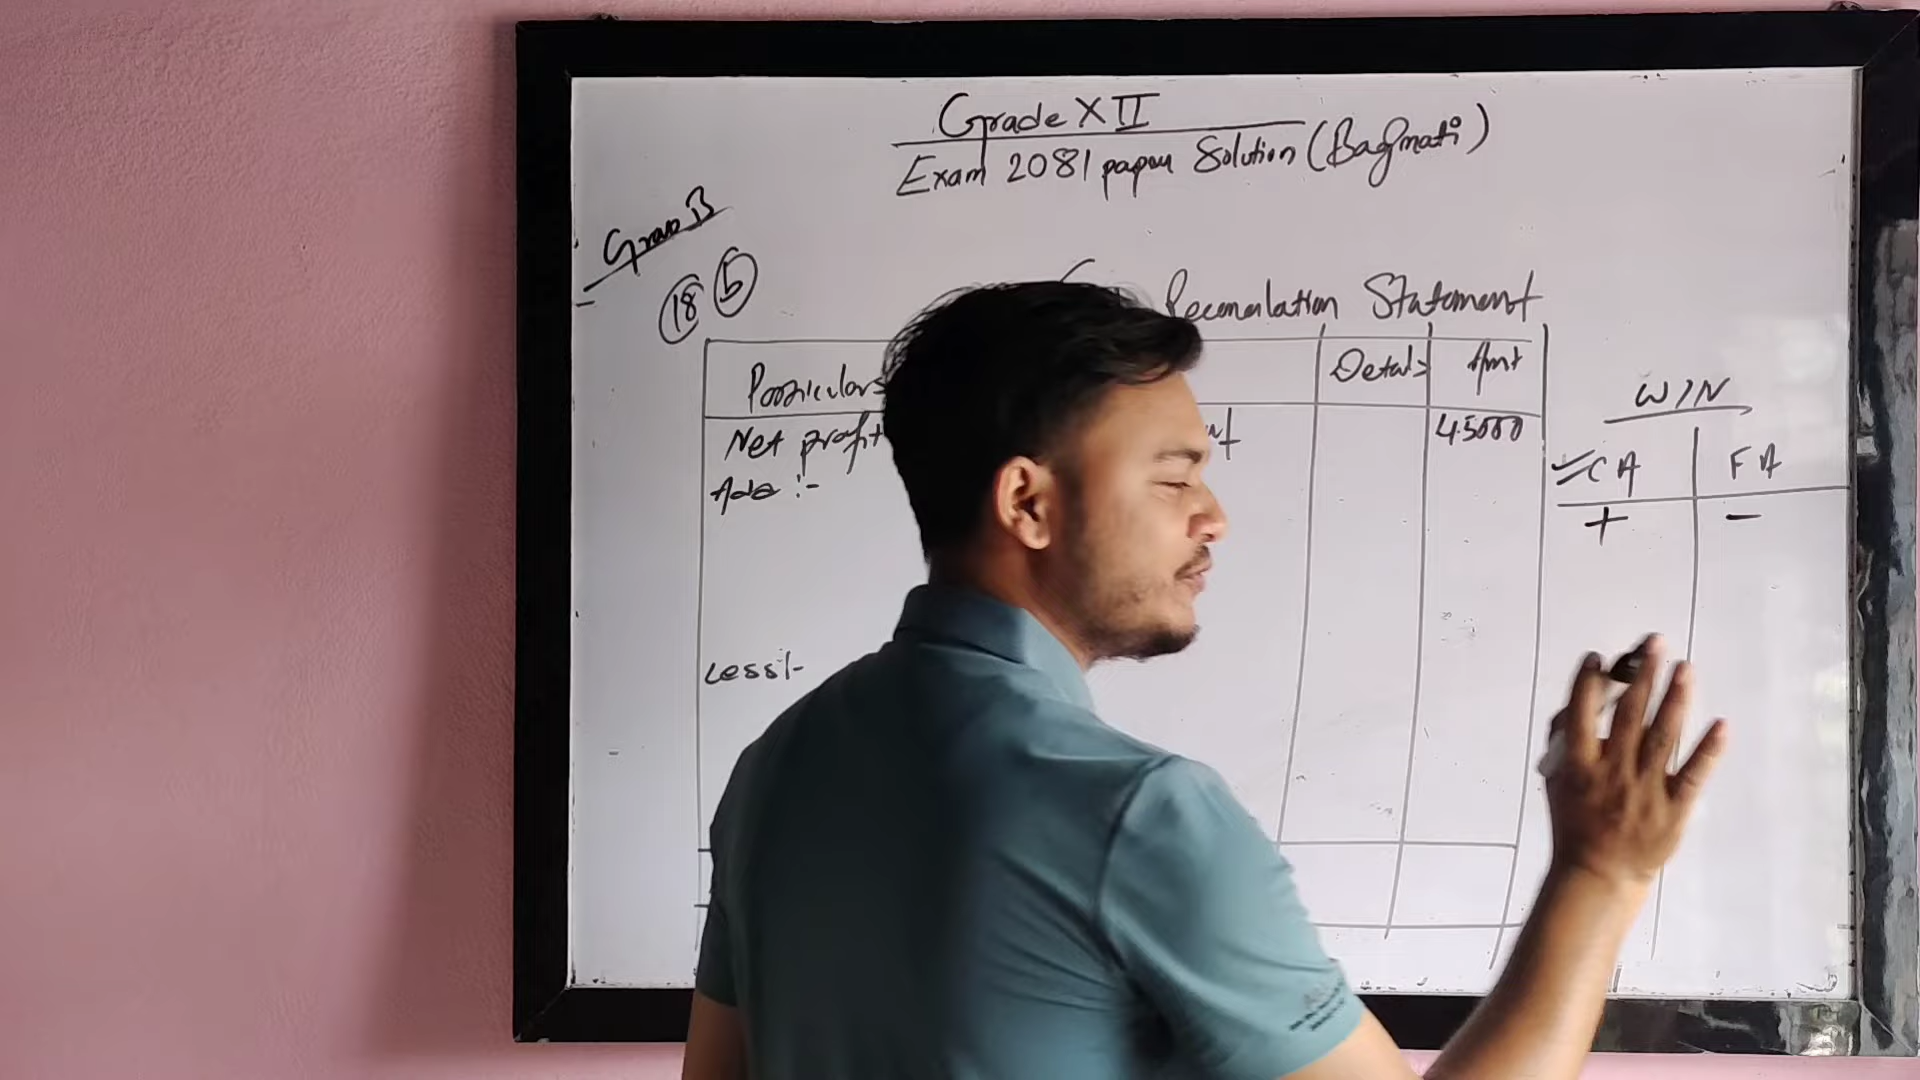 Grade XII
Exam 2081 paper Solution (Bagmati)
Group B
18 5
Reconcilation Statement
Particulars Details Amt
Net profit 45000
Add :-
Less:-
W/N
CA FA
+ -